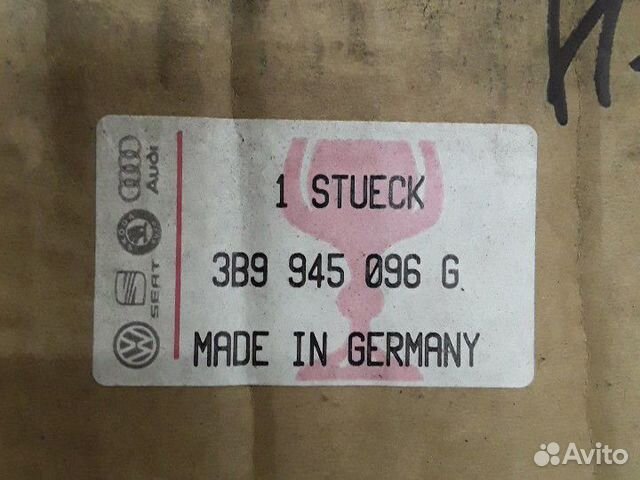 1 STUECK
3B9 945 096 G
MADE IN GERMANY
Audi
SEAT
Avito